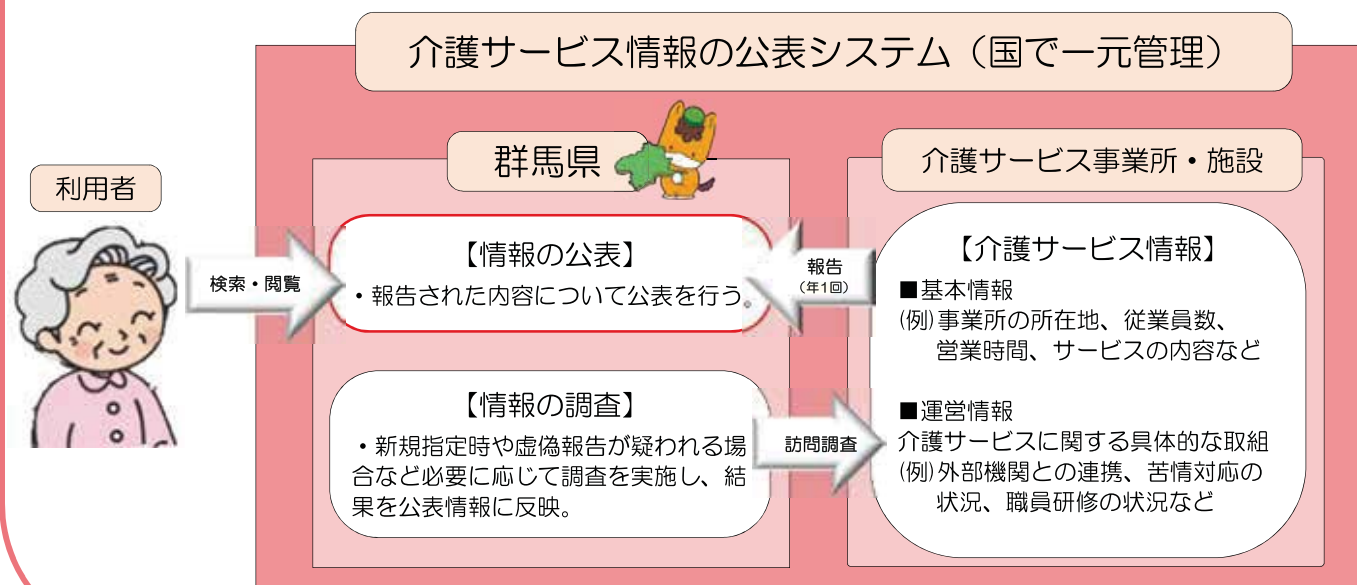 介護サービス情報の公表システム（国で一元管理）
利用者
検索・閲覧
群馬県
【情報の公表】
・報告された内容について公表を行う。
【情報の調査】
・新規指定時や虚偽報告が疑われる場
合など必要に応じて調査を実施し、結
果を公表情報に反映。
報告
（年1回）
訪問調査
介護サービス事業所・施設
【介護サービス情報】
■基本情報
(例)事業所の所在地、従業員数、
営業時間、サービスの内容など
■運営情報
介護サービスに関する具体的な取組
(例)外部機関との連携、苦情対応の
状況、職員研修の状況など